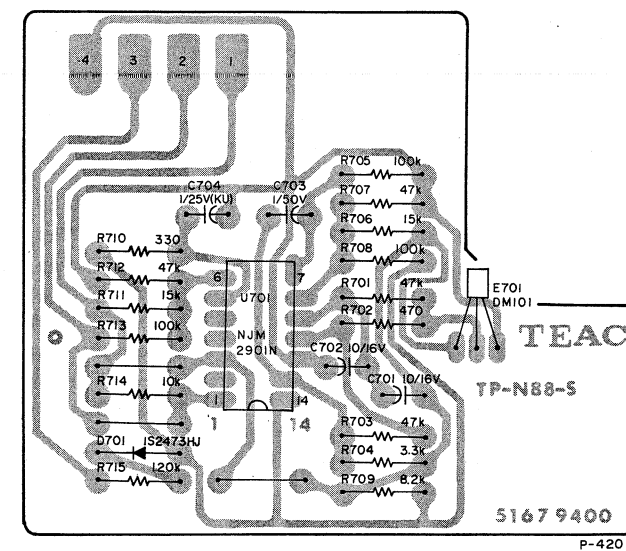 4 3 2 1
R705 100k
C704 C703
1/25V(KU) 1/50V
R707 47k
R706 15k
R710 330
R708 100k
R712 47k
6 7
R701 47k
E701
DM101
R711 15k
U701
R702 470
R713 100k
NJM
2901N
TEAC
C702 10/16V
R714 10k
C701 10/16V
TP-N88-S
1 14
1 14
R703 47k
D701 1S2473HJ
R704 3.3k
R715 120k
R709 8.2k
5167 9400
P-420